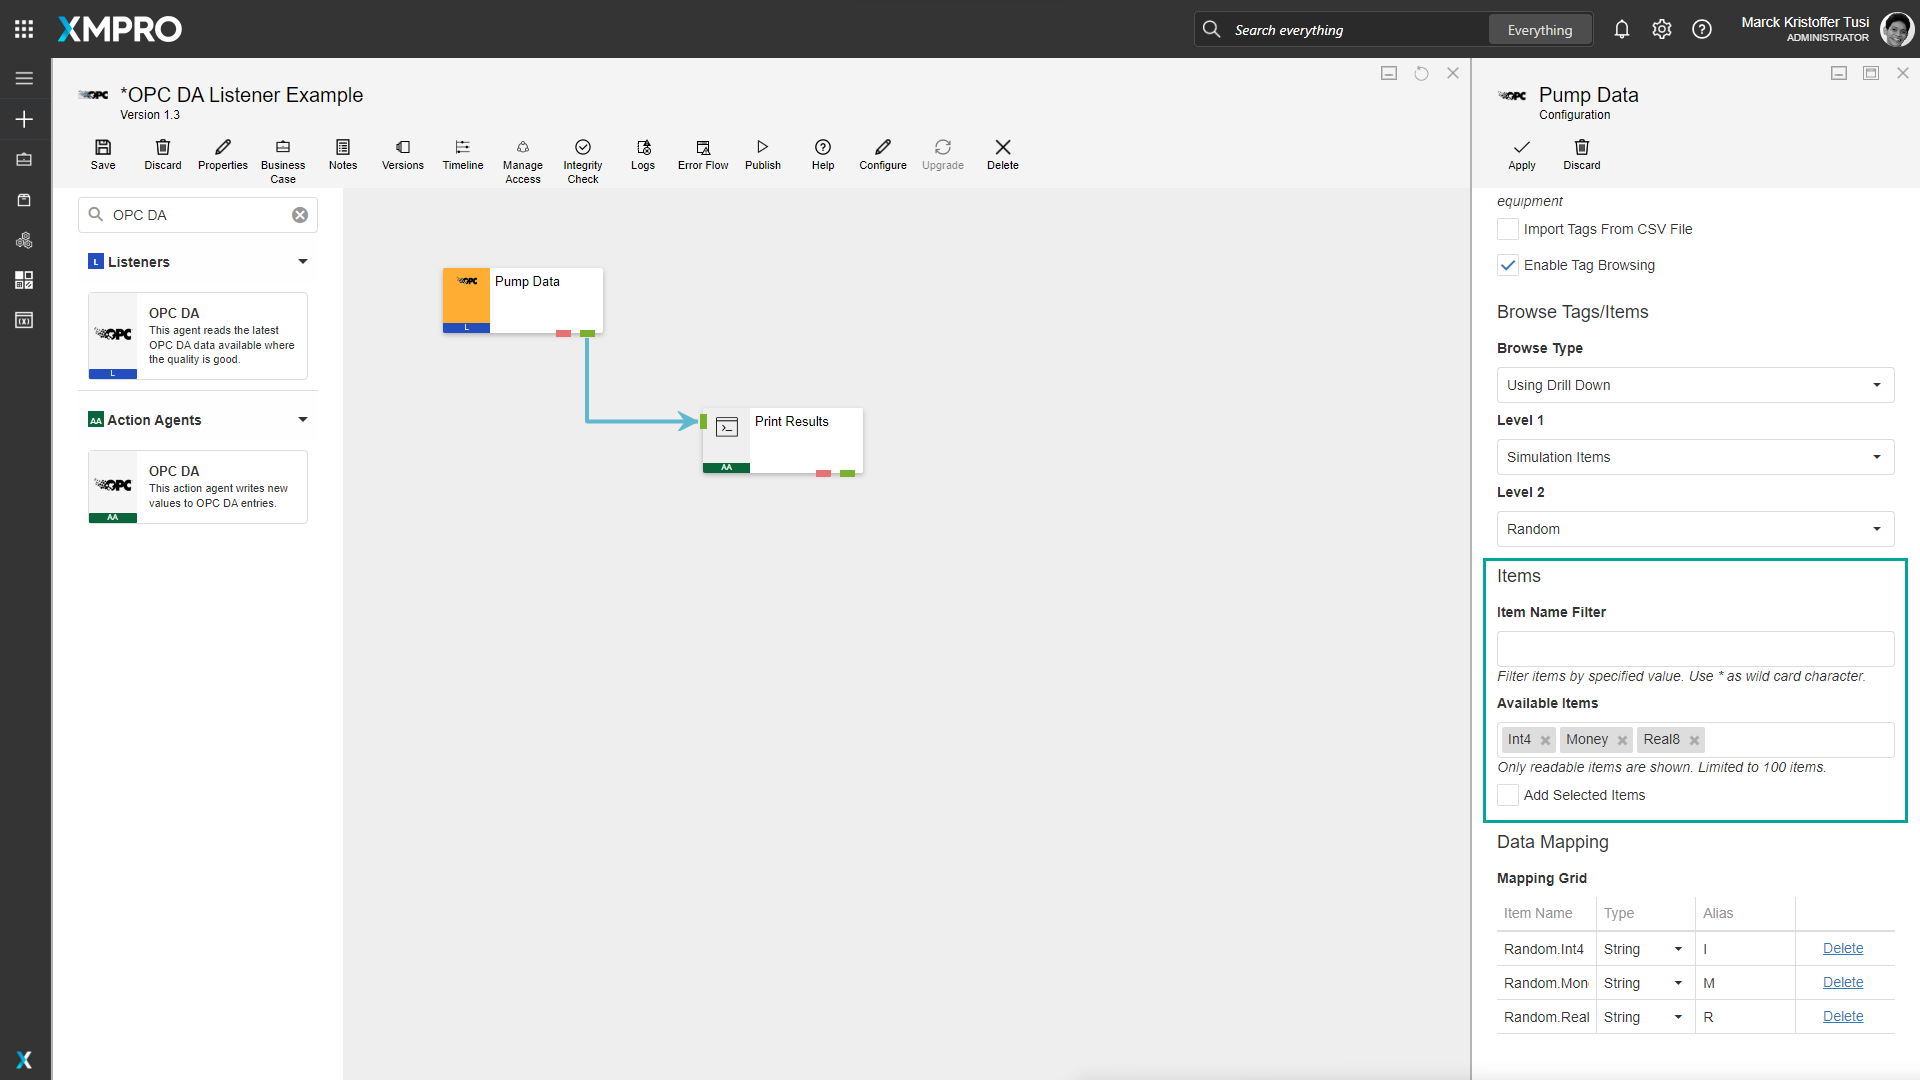 XMPRO
Search everything
Everything
Marck Kristoffer Tusi
ADMINISTRATOR
OPC
*OPC DA Listener Example
Version 1.3
Save
Discard
Properties
Business
Case
Notes
Versions
Timeline
Manage
Access
Integrity
Check
Logs
Error Flow
Publish
Help
Configure
Upgrade
Delete
OPC DA
L
Listeners
OPC
L
OPC DA
This agent reads the latest
OPC DA data available where
the quality is good.
AA
Action Agents
OPC
AA
OPC DA
This action agent writes new
values to OPC DA entries.
OPC
L
Pump Data
AA
Print Results
OPC
Pump Data
Configuration
Apply
Discard
equipment
Import Tags From CSV File
Enable Tag Browsing
Browse Tags/Items
Browse Type
Using Drill Down
Level 1
Simulation Items
Level 2
Random
Items
Item Name Filter
Filter items by specified value. Use * as wild card character.
Available Items
Int4 Money Real8
Only readable items are shown. Limited to 100 items.
Add Selected Items
Data Mapping
Mapping Grid
Item Name Type Alias
Random.Int4 String I Delete
Random.Mon String M Delete
Random.Real String R Delete
X